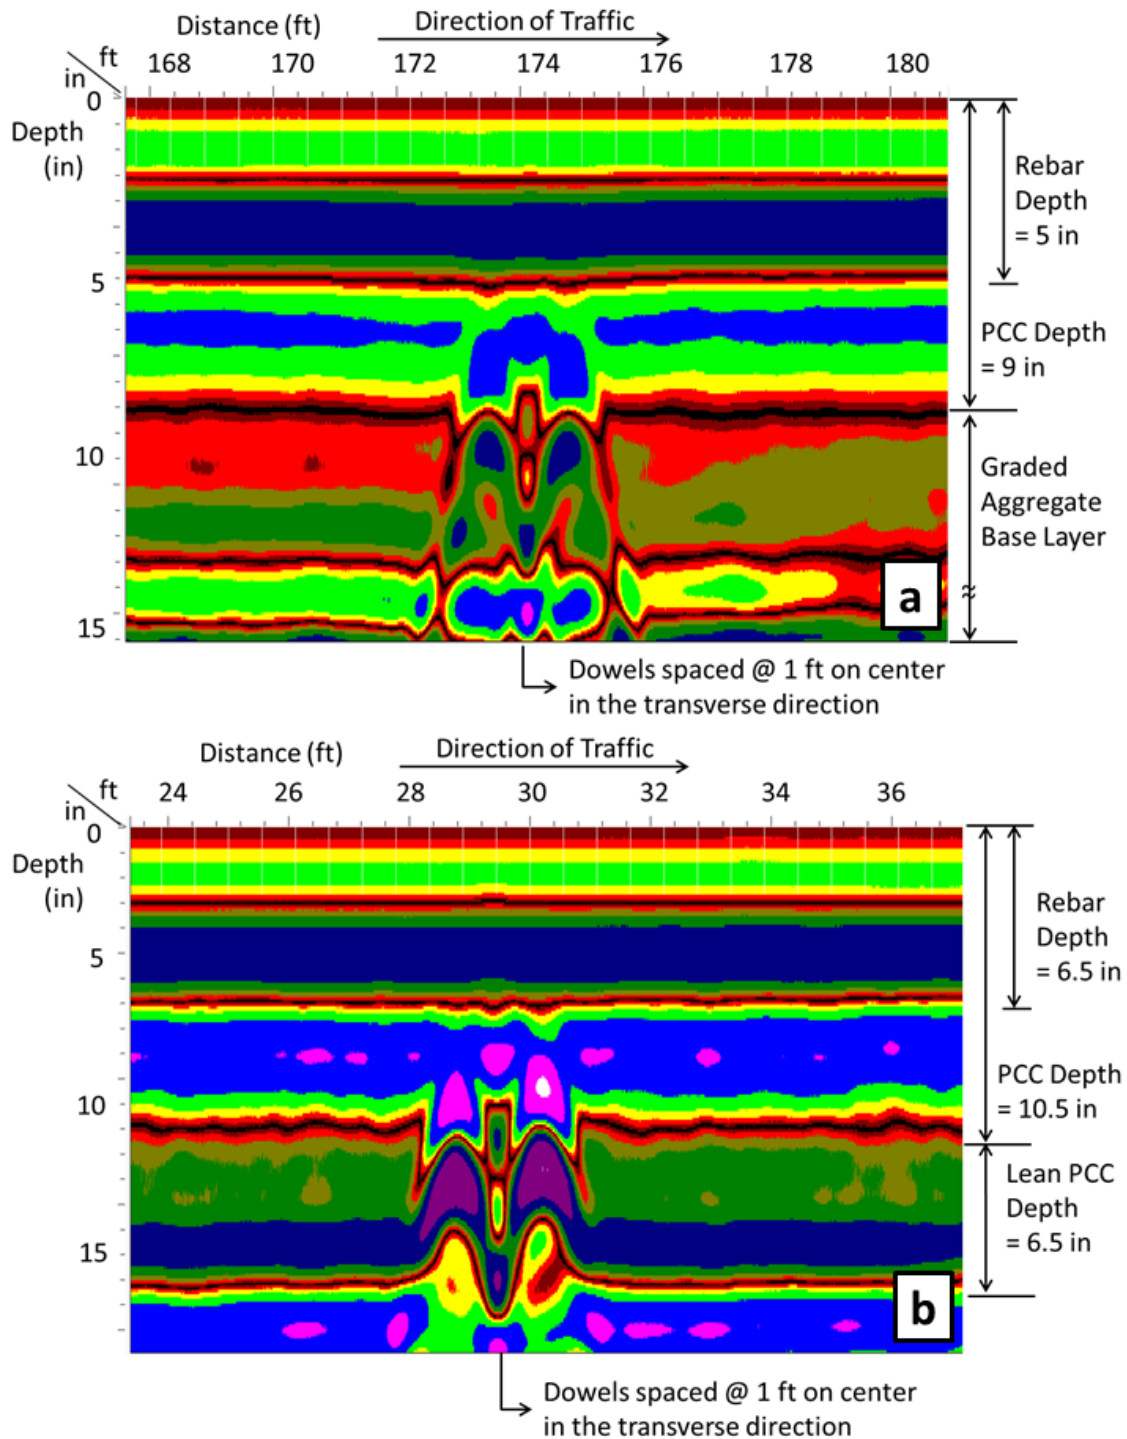 Distance (ft)
Direction of Traffic
ft
in
168 170 172 174 176 178 180
0
Depth
(in)
5
10
15
Rebar
Depth
= 5 in
PCC Depth
= 9 in
Graded
Aggregate
Base Layer
≈
a
Dowels spaced @ 1 ft on center
in the transverse direction
Distance (ft)
Direction of Traffic
ft
in
24 26 28 30 32 34 36
0
Depth
(in)
5
10
15
Rebar
Depth
= 6.5 in
PCC Depth
= 10.5 in
Lean PCC
Depth
= 6.5 in
b
Dowels spaced @ 1 ft on center
in the transverse direction